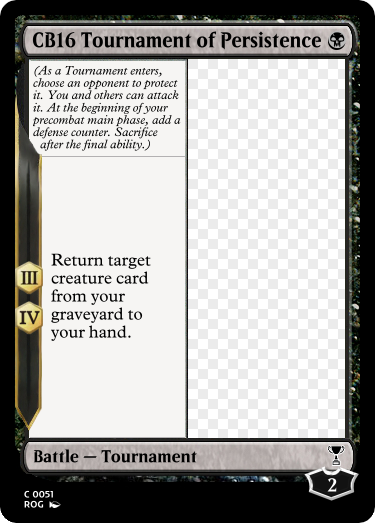 CB16 Tournament of Persistence
(As a Tournament enters,
choose an opponent to protect
it. You and others can attack
it. At the beginning of your
precombat main phase, add a
defense counter. Sacrifice
after the final ability.)
III
IV
Return target
creature card
from your
graveyard to
your hand.
Battle — Tournament
2
C 0051
ROG